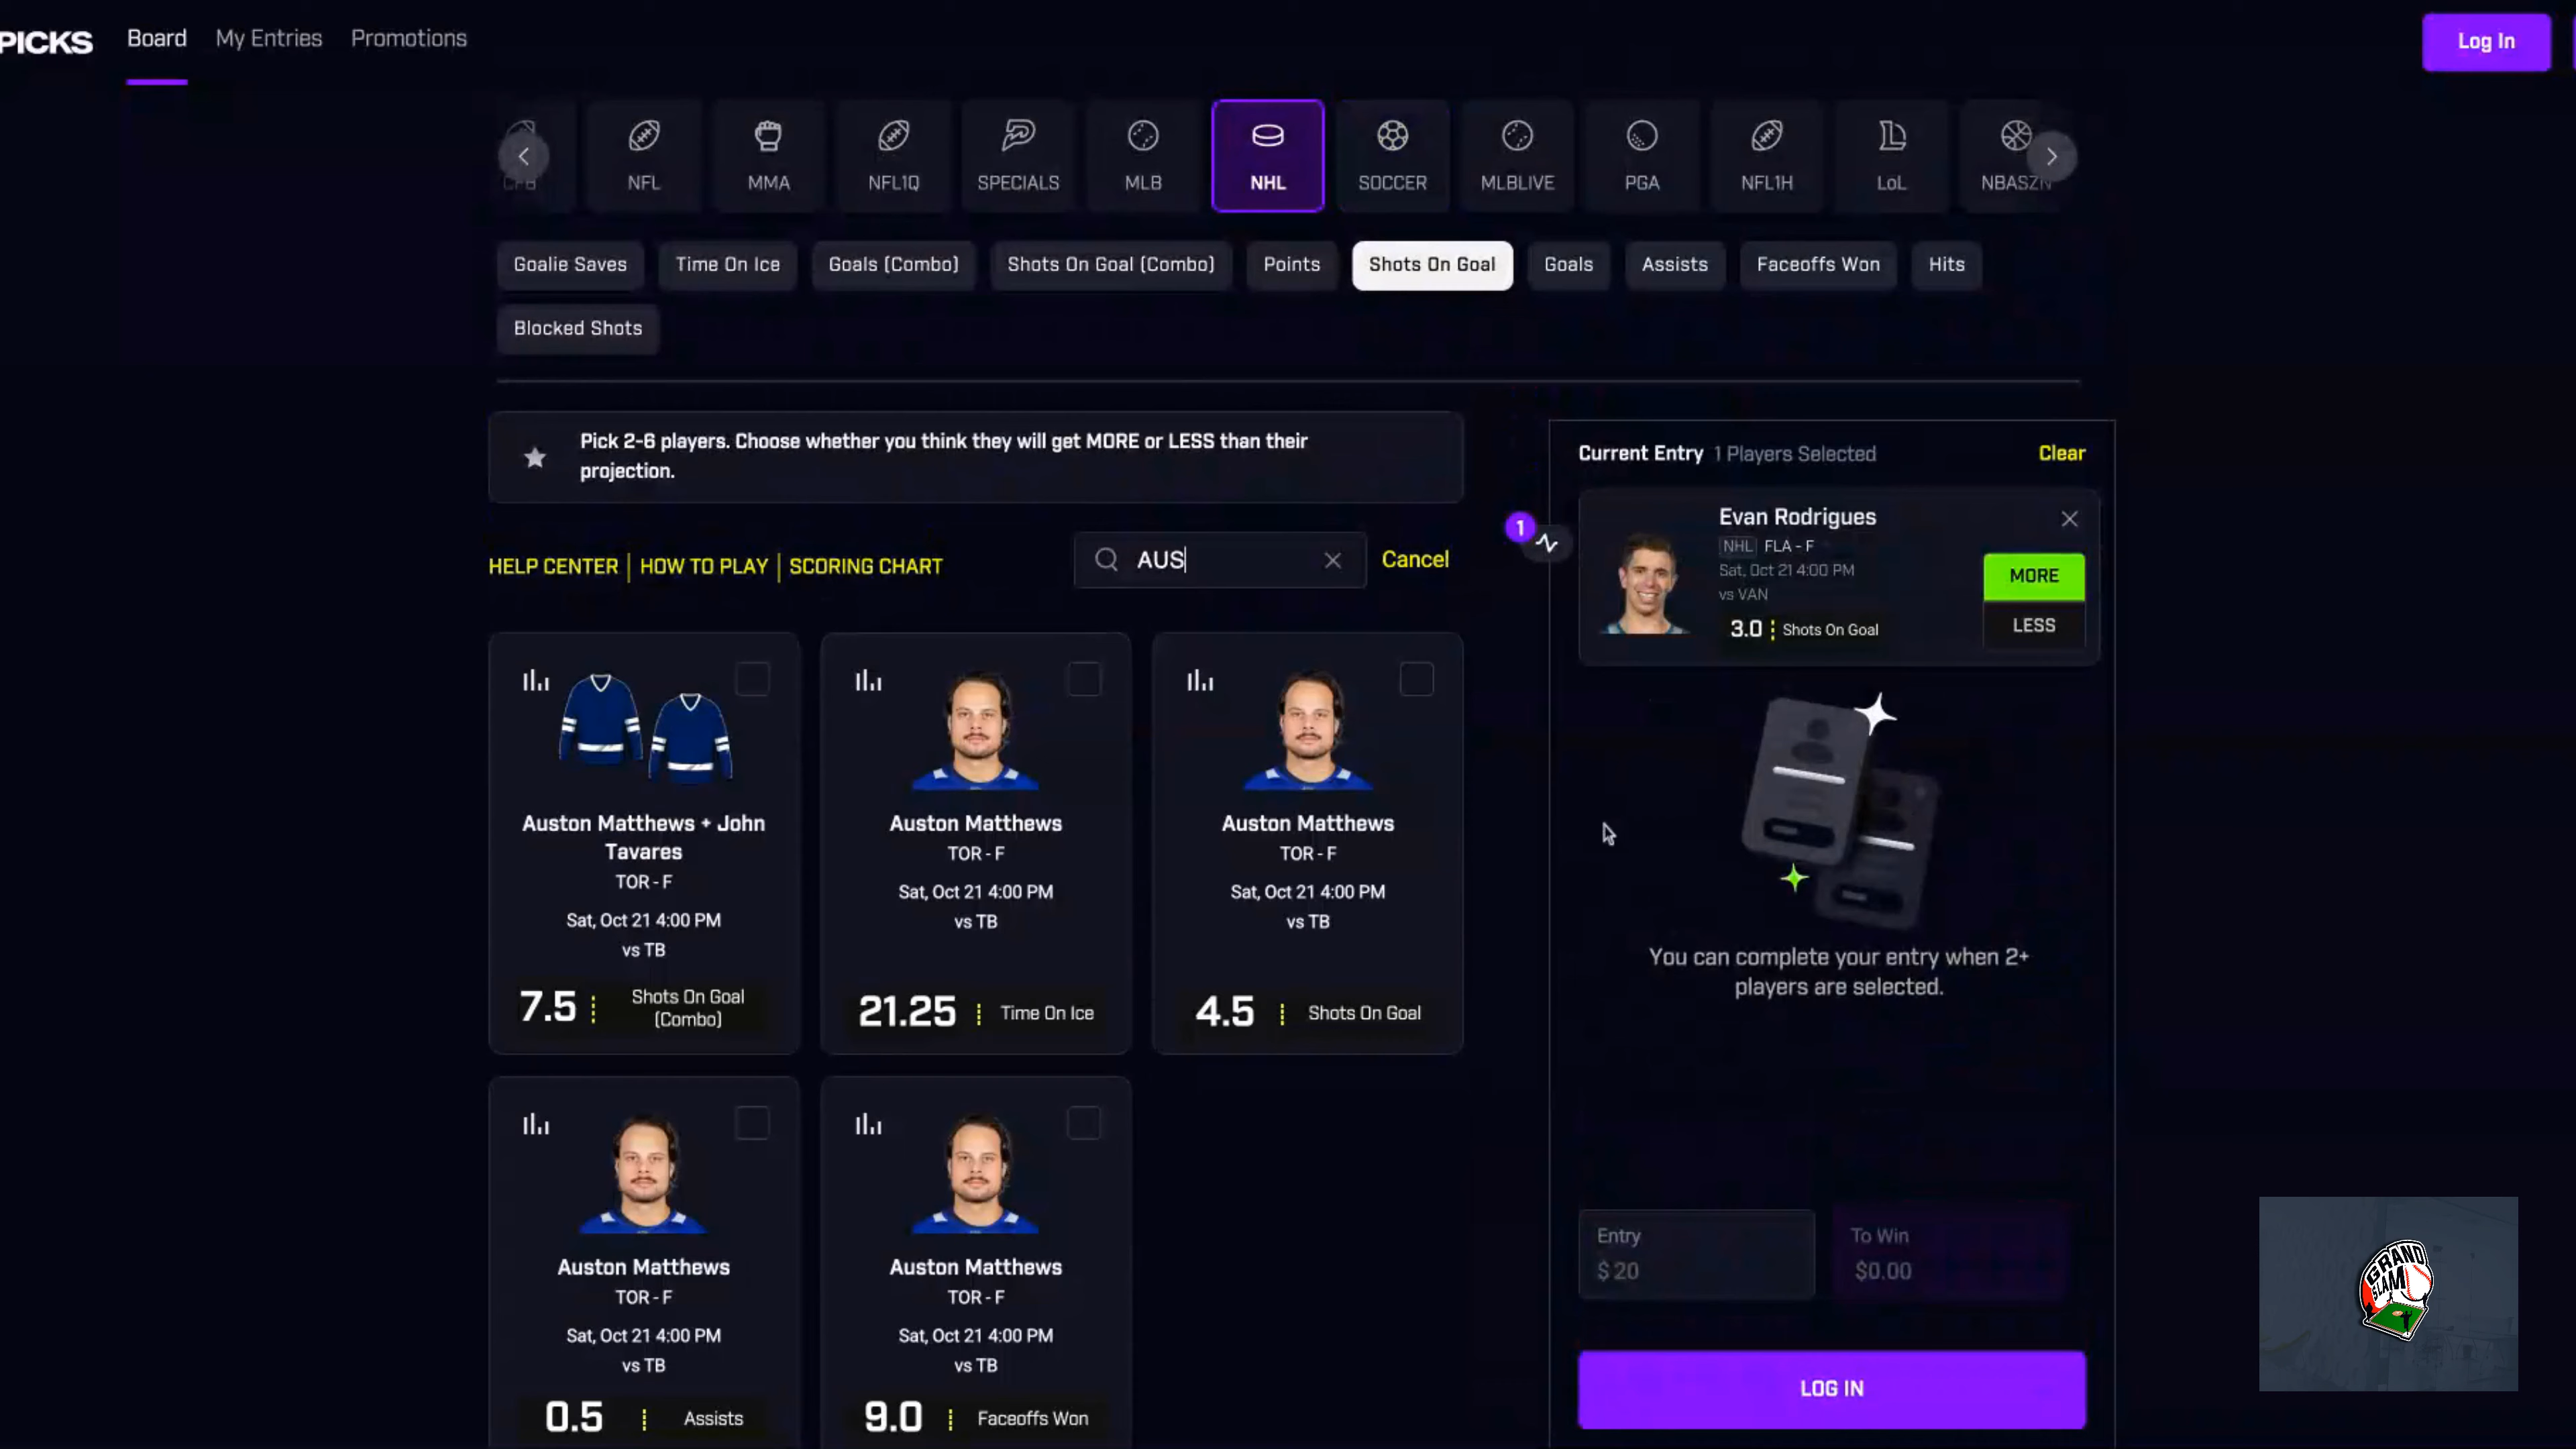 PICKS
Board
My Entries
Promotions
Log In
NFL
MMA
NFL1Q
SPECIALS
MLB
NHL
SOCCER
MLBLIVE
PGA
NFL1H
LoL
NBASZN
Goalie Saves
Time On Ice
Goals (Combo)
Shots On Goal (Combo)
Points
Shots On Goal
Goals
Assists
Faceoffs Won
Hits
Blocked Shots
Pick 2-6 players. Choose whether you think they will get MORE or LESS than their
projection.
HELP CENTER | HOW TO PLAY | SCORING CHART
AUS
Cancel
Auston Matthews + John
Tavares
TOR - F
Sat, Oct 21 4:00 PM
vs TB
7.5
Shots On Goal
(Combo)
Auston Matthews
TOR - F
Sat, Oct 21 4:00 PM
vs TB
21.25
Time On Ice
Auston Matthews
TOR - F
Sat, Oct 21 4:00 PM
vs TB
4.5
Shots On Goal
Auston Matthews
TOR - F
Sat, Oct 21 4:00 PM
vs TB
0.5
Assists
Auston Matthews
TOR - F
Sat, Oct 21 4:00 PM
vs TB
9.0
Faceoffs Won
Current Entry 1 Players Selected
Clear
1
Evan Rodrigues
NHL FLA - F
Sat, Oct 21 4:00 PM
vs VAN
3.0 Shots On Goal
MORE
LESS
You can complete your entry when 2+
players are selected.
Entry
$ 20
To Win
$0.00
LOG IN
GRAND
SLAM